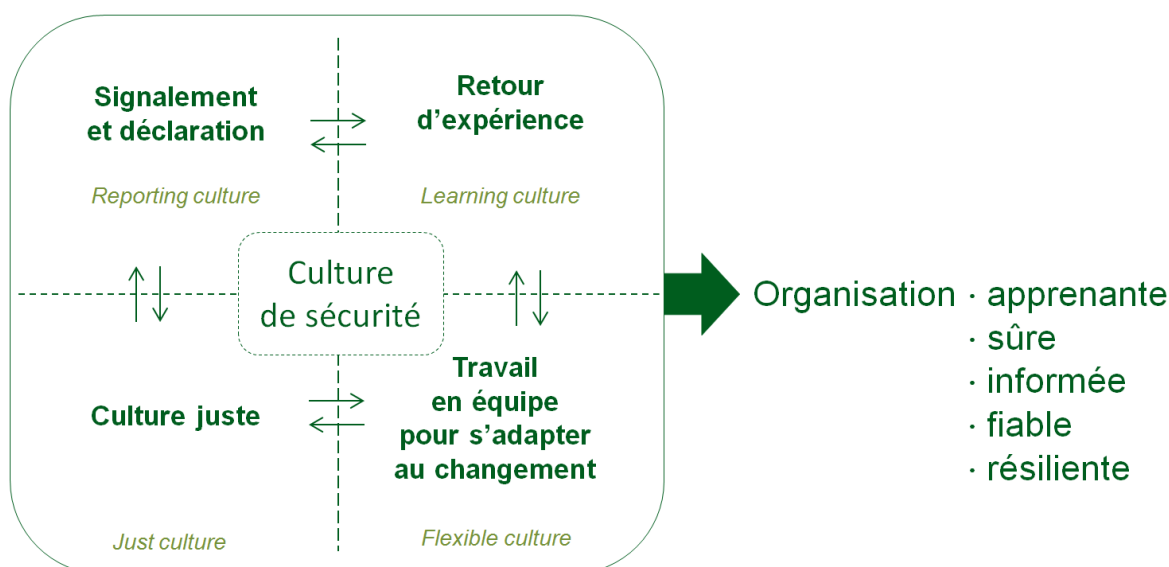 Signalement
et déclaration
Reporting culture
Retour
d’expérience
Learning culture
Culture
de sécurité
Culture juste
Just culture
Travail
en équipe
pour s’adapter
au changement
Flexible culture
Organisation · apprenante
· sûre
· informée
· fiable
· résiliente